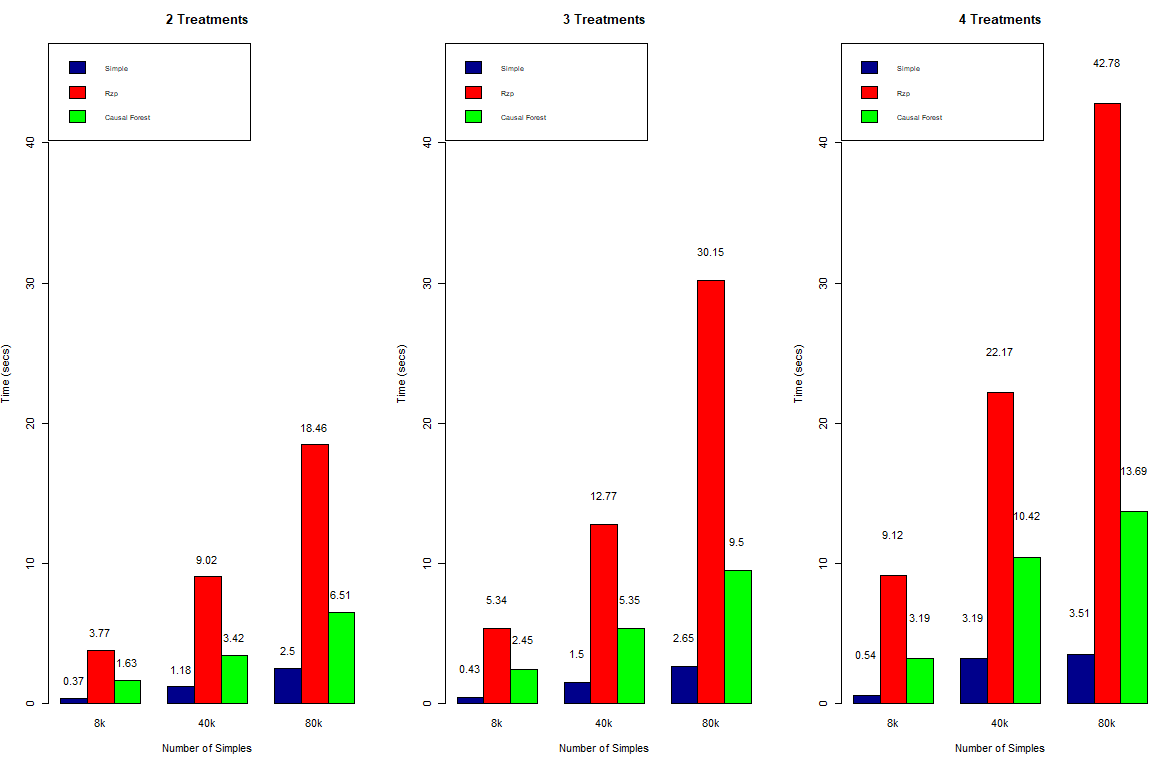 2 Treatments
Simple
Rzp
Causal Forest
Time (secs)
0
10
20
30
40
0.37
3.77
1.63
1.18
9.02
3.42
2.5
18.46
6.51
8k
40k
80k
Number of Simples
3 Treatments
Simple
Rzp
Causal Forest
Time (secs)
0
10
20
30
40
0.43
5.34
2.45
1.5
12.77
5.35
2.65
30.15
9.5
8k
40k
80k
Number of Simples
4 Treatments
Simple
Rzp
Causal Forest
Time (secs)
0
10
20
30
40
0.54
9.12
3.19
3.19
22.17
10.42
3.51
42.78
13.69
8k
40k
80k
Number of Simples